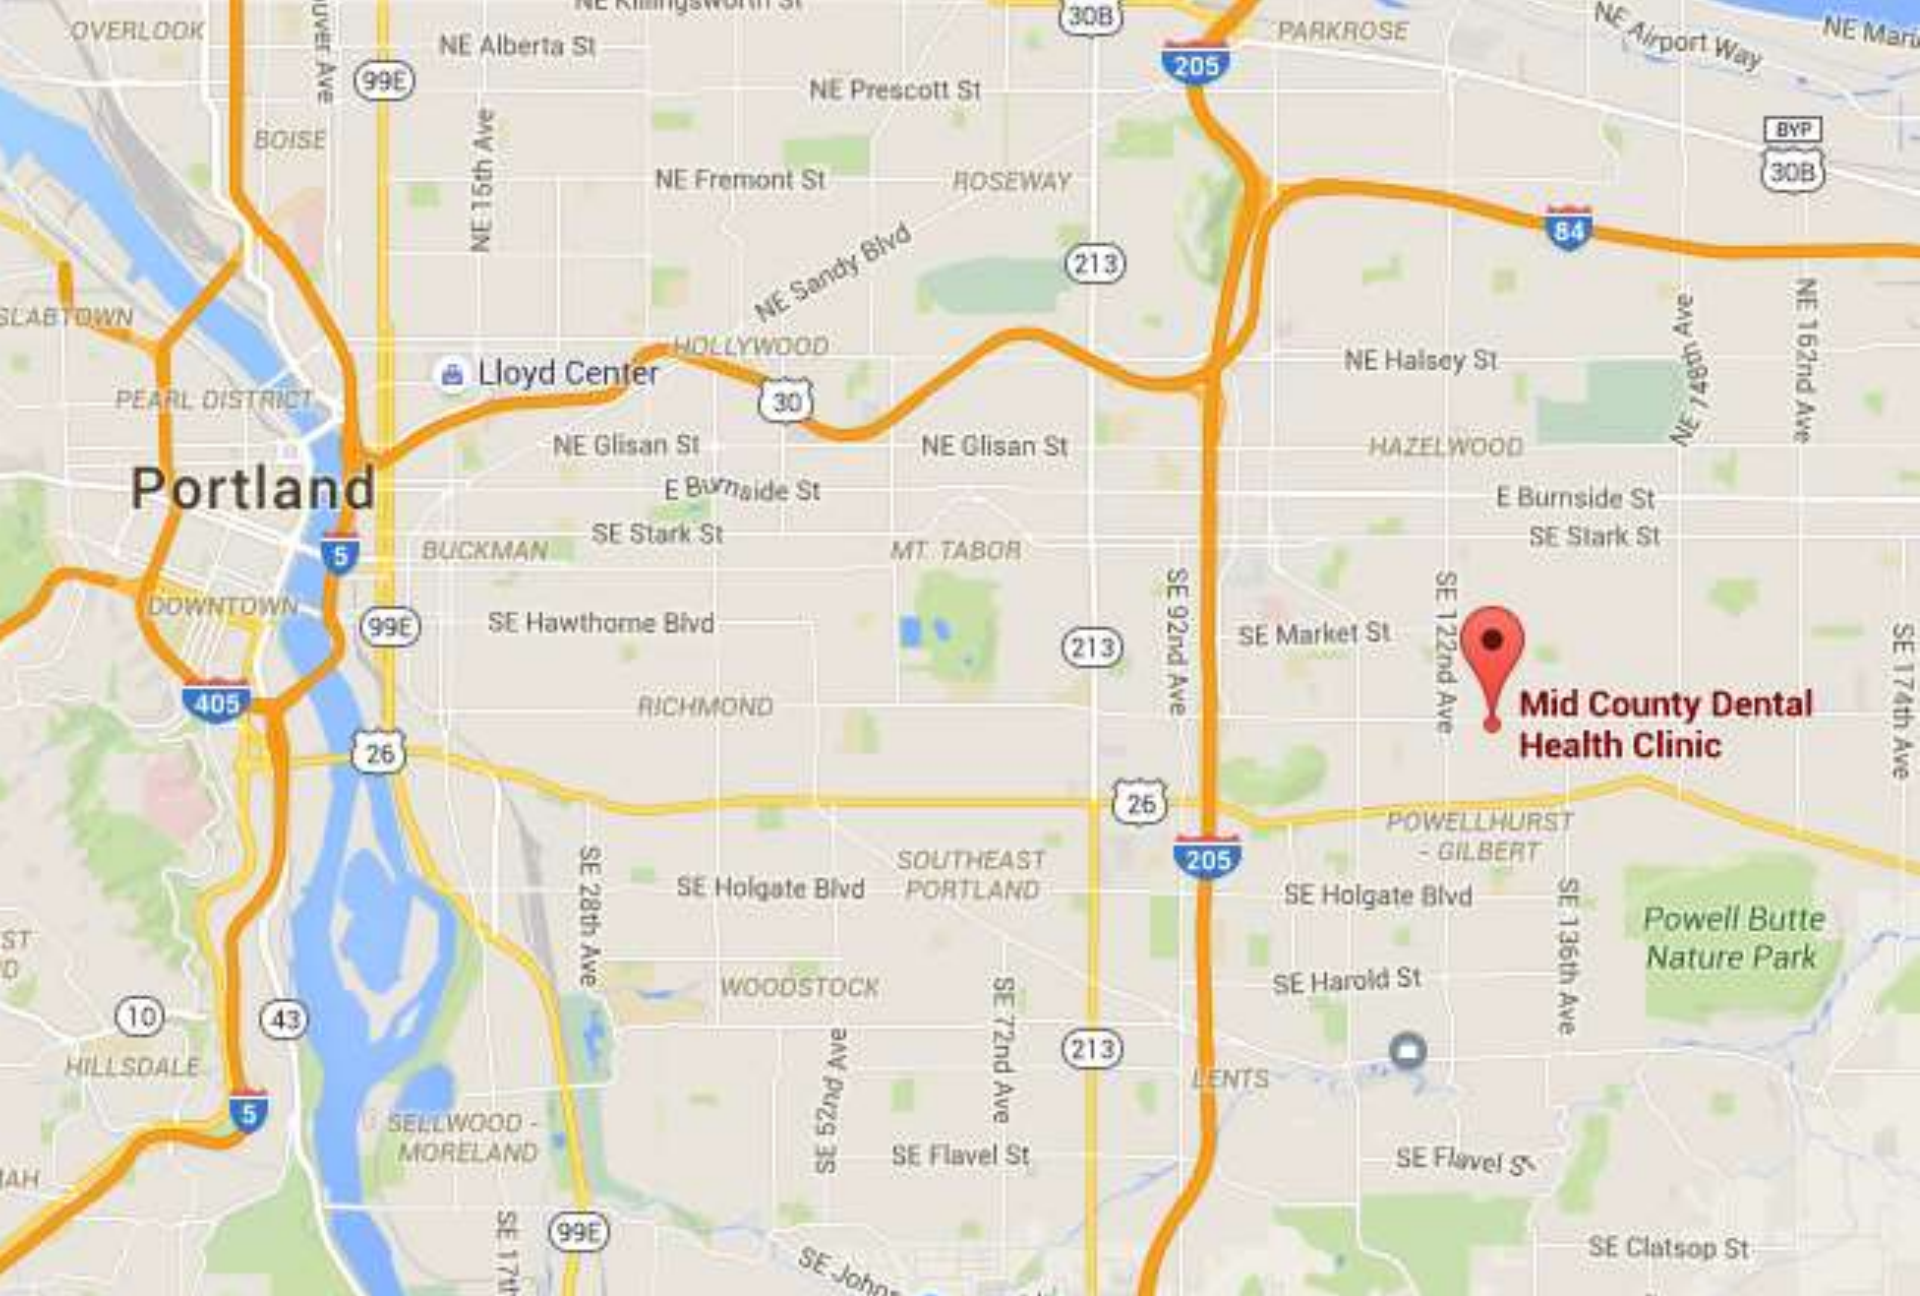 NE Killingsworth St
30B
OVERLOOK
PARKROSE
NE Airport Way
NE Alberta St
205
99E
NE Prescott St
BYP
30B
BOISE
NE 15th Ave
NE Fremont St
ROSEWAY
84
213
NE Sandy Blvd
SLABTOWN
HOLLYWOOD
NE 148th Ave
NE 162nd Ave
NE Halsey St
Lloyd Center
PEARL DISTRICT
30
NE Glisan St
NE Glisan St
HAZELWOOD
Portland
E Burnside St
E Burnside St
SE Stark St
SE Stark St
5
BUCKMAN
MT. TABOR
DOWNTOWN
99E
SE Hawthorne Blvd
213
SE 92nd Ave
SE Market St
SE 122nd Ave
SE 174th Ave
405
RICHMOND
Mid County Dental
Health Clinic
26
26
POWELLHURST
- GILBERT
205
SE 28th Ave
SE Holgate Blvd
SOUTHEAST
PORTLAND
SE Holgate Blvd
SE 136th Ave
Powell Butte
Nature Park
WOODSTOCK
SE 72nd Ave
SE Harold St
10
43
213
HILLSDALE
SE 52nd Ave
LENTS
5
SELLWOOD -
MORELAND
SE Flavel St
SE Flavel St
SE 17th
99E
SE Clatsop St